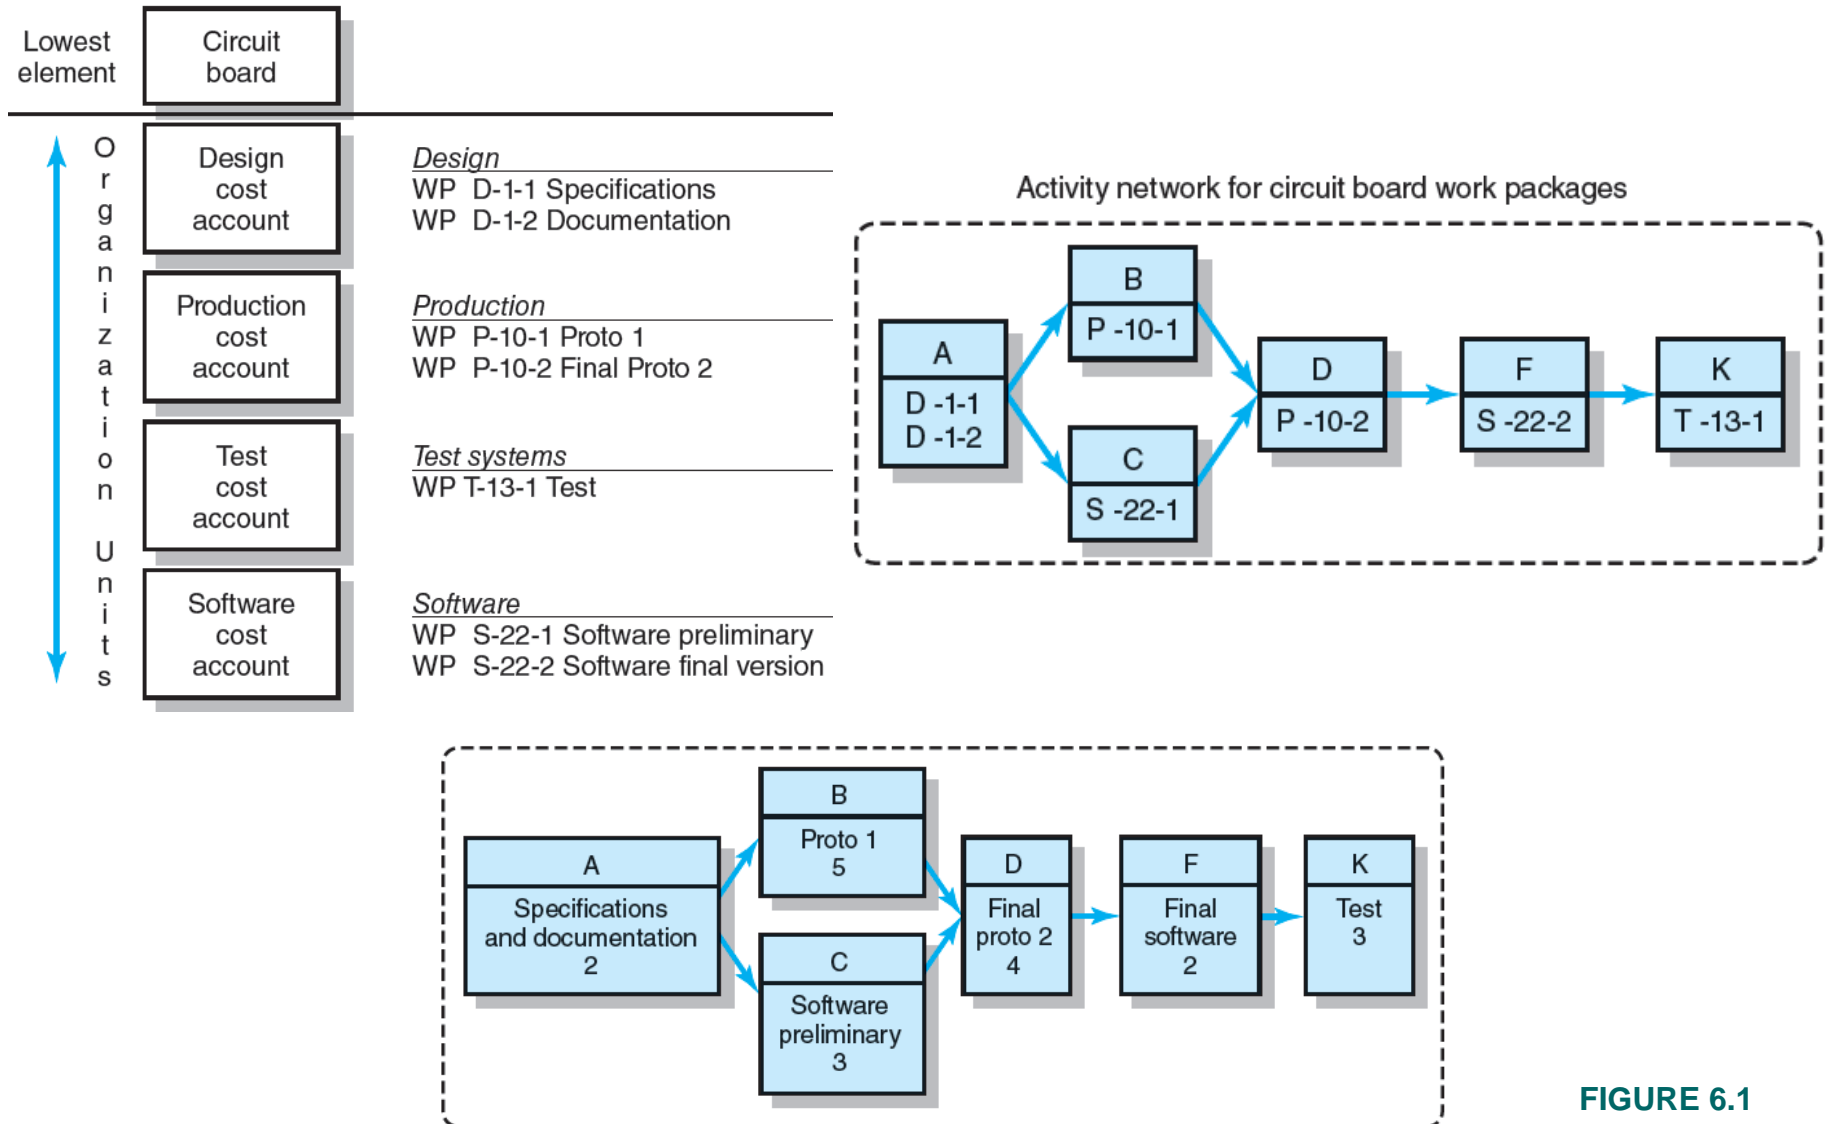 Lowest
element
Circuit
board
Organization Units
Design
cost
account
Design
WP D-1-1 Specifications
WP D-1-2 Documentation
Production
cost
account
Production
WP P-10-1 Proto 1
WP P-10-2 Final Proto 2
Test
cost
account
Test systems
WP T-13-1 Test
Software
cost
account
Software
WP S-22-1 Software preliminary
WP S-22-2 Software final version
Activity network for circuit board work packages
A
D -1-1
D -1-2
B
P -10-1
C
S -22-1
D
P -10-2
F
S -22-2
K
T -13-1
A
Specifications
and documentation
2
B
Proto 1
5
C
Software
preliminary
3
D
Final
proto 2
4
F
Final
software
2
K
Test
3
FIGURE 6.1